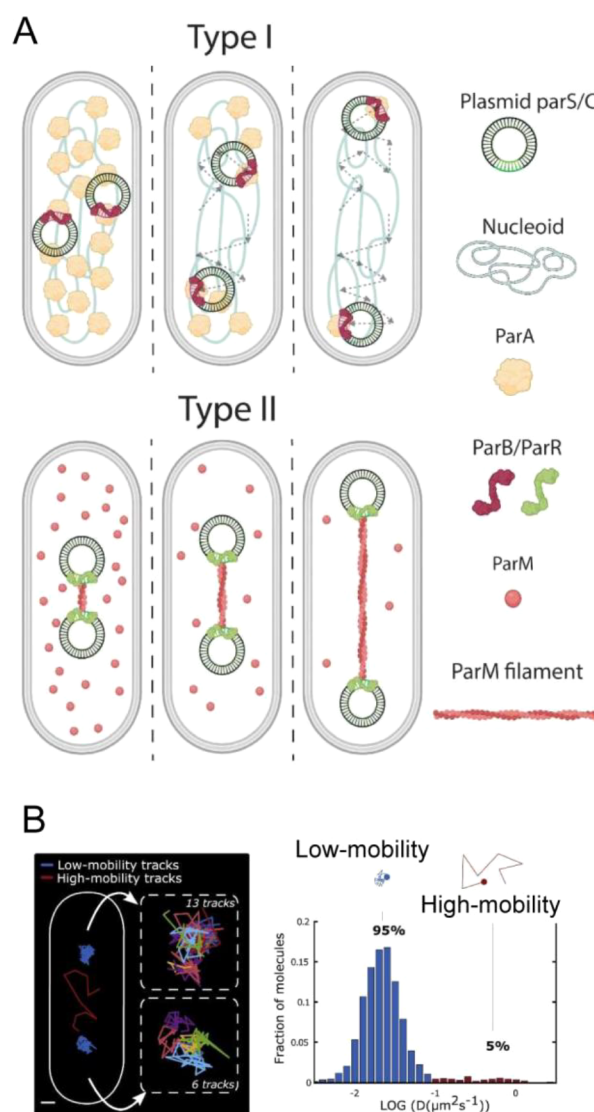 A
Type I
Plasmid parS/C
Nucleoid
ParA
Type II
ParB/ParR
ParM
ParM filament
B
Low-mobility tracks
High-mobility tracks
13 tracks
6 tracks
Low-mobility
High-mobility
95%
5%
Fraction of molecules
0.2
0.15
0.1
0.05
0
-2
-1
0
1
LOG (D(μm²s⁻¹)